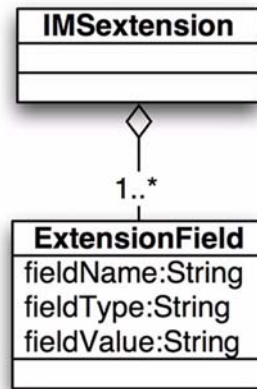 IMSextension
1..*
ExtensionField
fieldName:String
fieldType:String
fieldValue:String